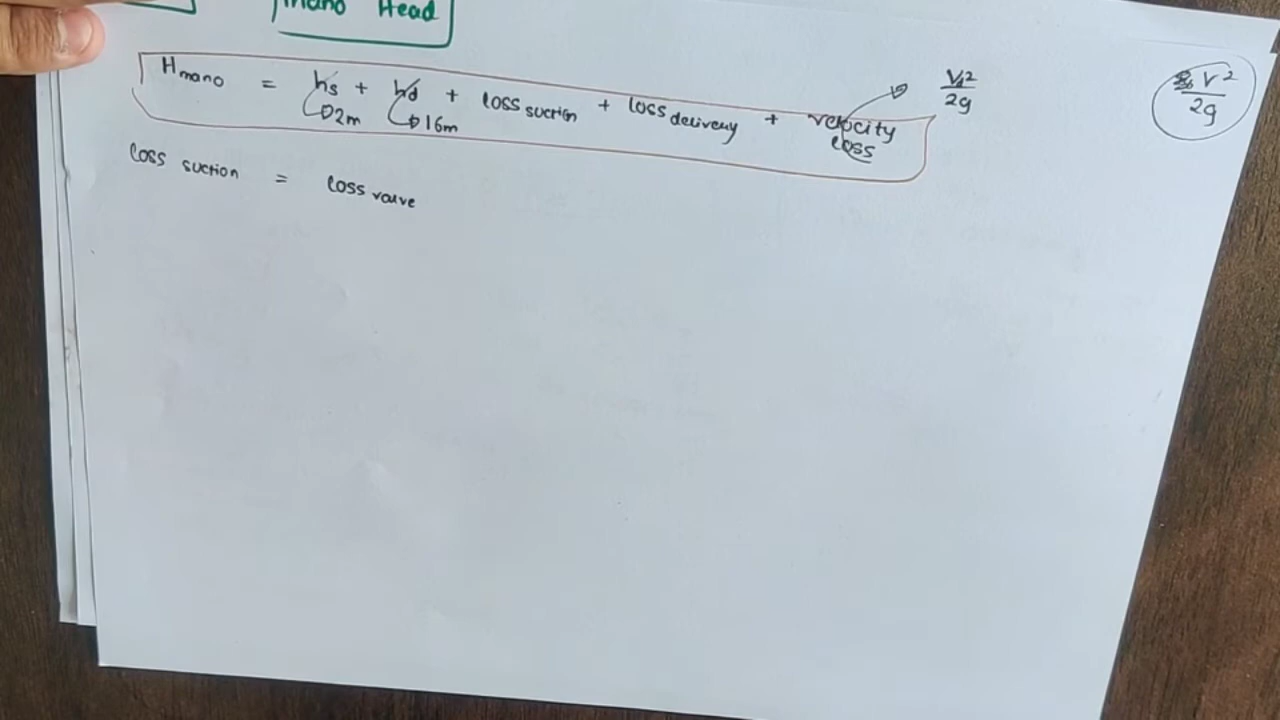 Mano Head
Hmano = hs + hd + loss suction + loss delivery + velocity loss → Vd²/2g
→2m →16m
loss suction = loss valve
V²/2g